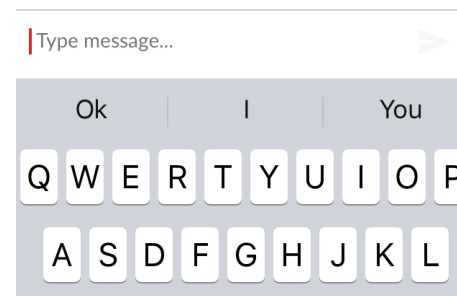 Type message...
Ok I You
Q W E R T Y U I O P
A S D F G H J K L